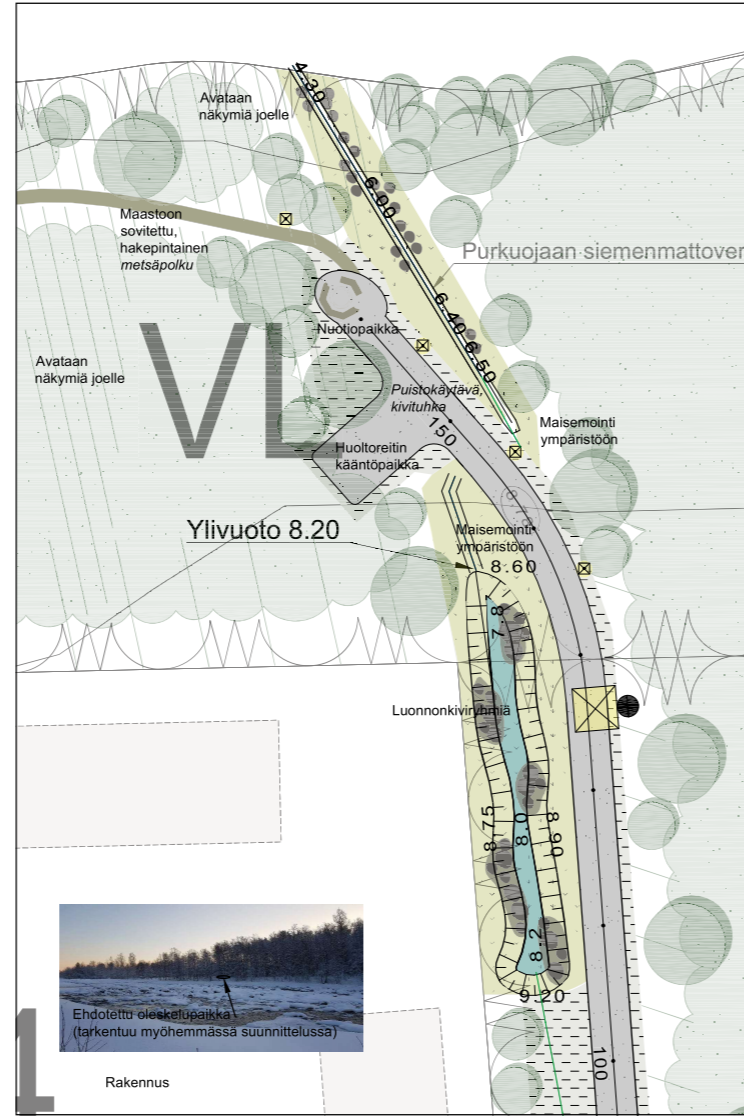 4.30
Avataan
näkymiä joelle
6.00
Maastoon
sovitettu,
hakepintainen
metsäpolku
Purkuojaan siemenmattover
6.40
6.50
Nuotiopaikka
VL
Avataan
näkymiä joelle
Puistokäytävä,
kivituhka
150
Maisemointi
ympäristöön
Huoltoreitin
kääntöpaikka
8.78
Ylivuoto 8.20
Maisemointi
ympäristöön
8.60
7.8
Luonnonkiviryhmiä
8.75
8.0
8.90
8.2
9.20
Ehdotettu oleskelupaikka
(tarkentuu myöhemmässä suunnittelussa)
100
Rakennus